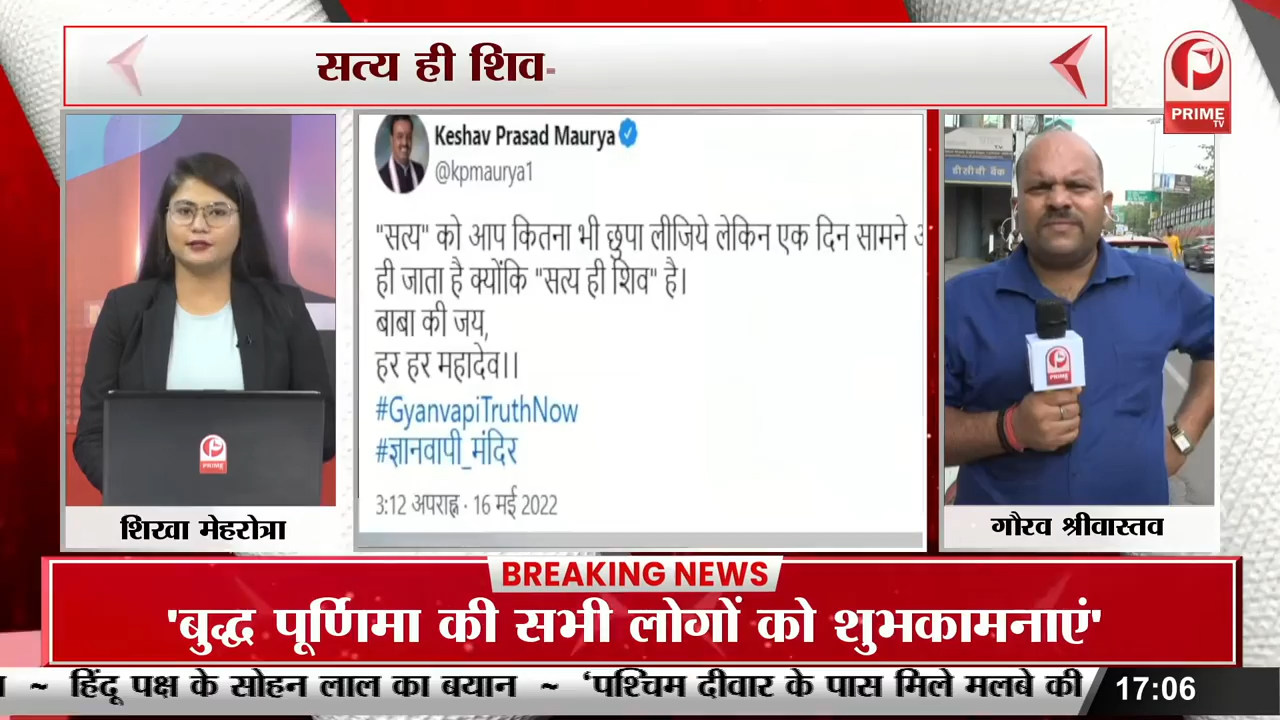 सत्य ही शिव-
PRIME
TV
Keshav Prasad Maurya
@kpmaurya1
"सत्य" को आप कितना भी छुपा लीजिये लेकिन एक दिन सामने
ही जाता है क्योंकि "सत्य ही शिव" है।
बाबा की जय,
हर हर महादेव।।
#GyanvapiTruthNow
#ज्ञानवापी_मंदिर
3:12 अपराह्न · 16 मई 2022
डीसीबी बैंक
PRIME
PRIME
शिखा मेहरोत्रा
गौरव श्रीवास्तव
BREAKING NEWS
'बुद्ध पूर्णिमा की सभी लोगों को शुभकामनाएं'
~ हिंदू पक्ष के सोहन लाल का बयान ~ 'पश्चिम दीवार के पास मिले मलबे की
17:06